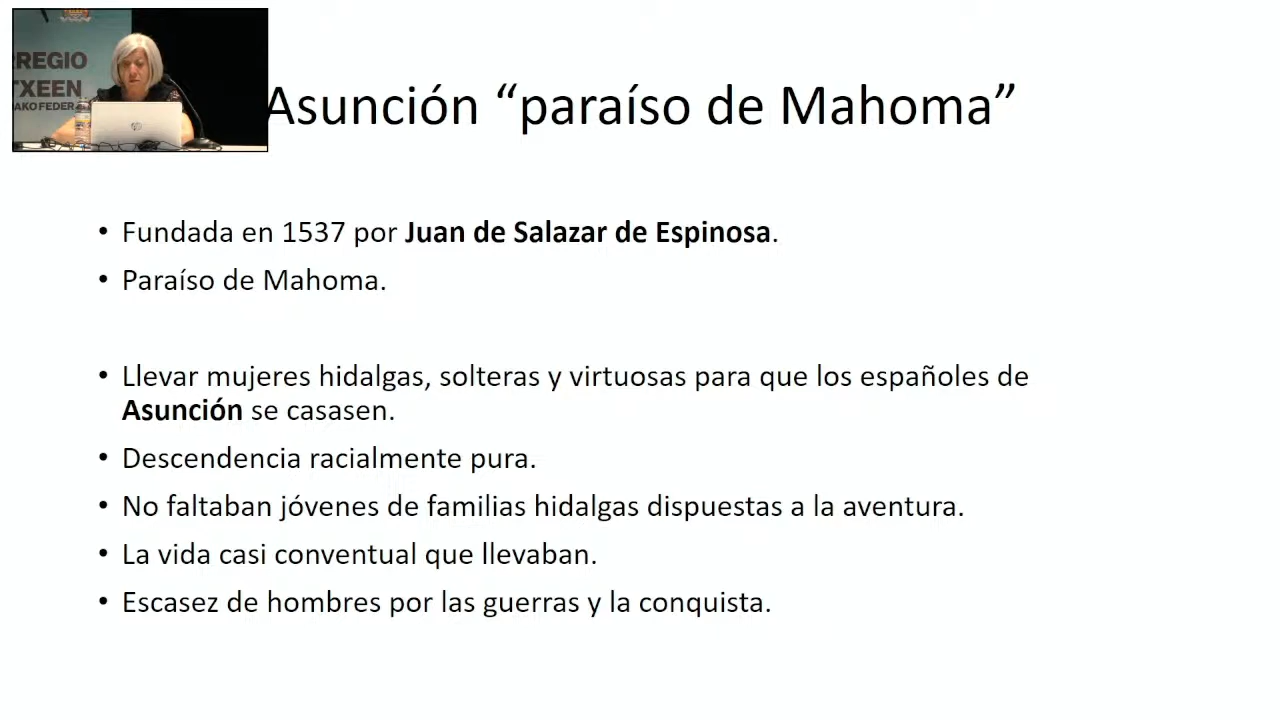 RREGIO
TXEEN
DAKO FEDER
Asunción “paraíso de Mahoma”
• Fundada en 1537 por Juan de Salazar de Espinosa.
• Paraíso de Mahoma.
• Llevar mujeres hidalgas, solteras y virtuosas para que los españoles de
Asunción se casasen.
• Descendencia racialmente pura.
• No faltaban jóvenes de familias hidalgas dispuestas a la aventura.
• La vida casi conventual que llevaban.
• Escasez de hombres por las guerras y la conquista.